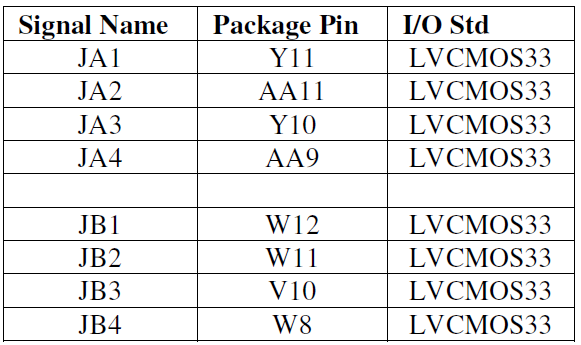 Signal Name Package Pin I/O Std
JA1 Y11 LVCMOS33
JA2 AA11 LVCMOS33
JA3 Y10 LVCMOS33
JA4 AA9 LVCMOS33
JB1 W12 LVCMOS33
JB2 W11 LVCMOS33
JB3 V10 LVCMOS33
JB4 W8 LVCMOS33